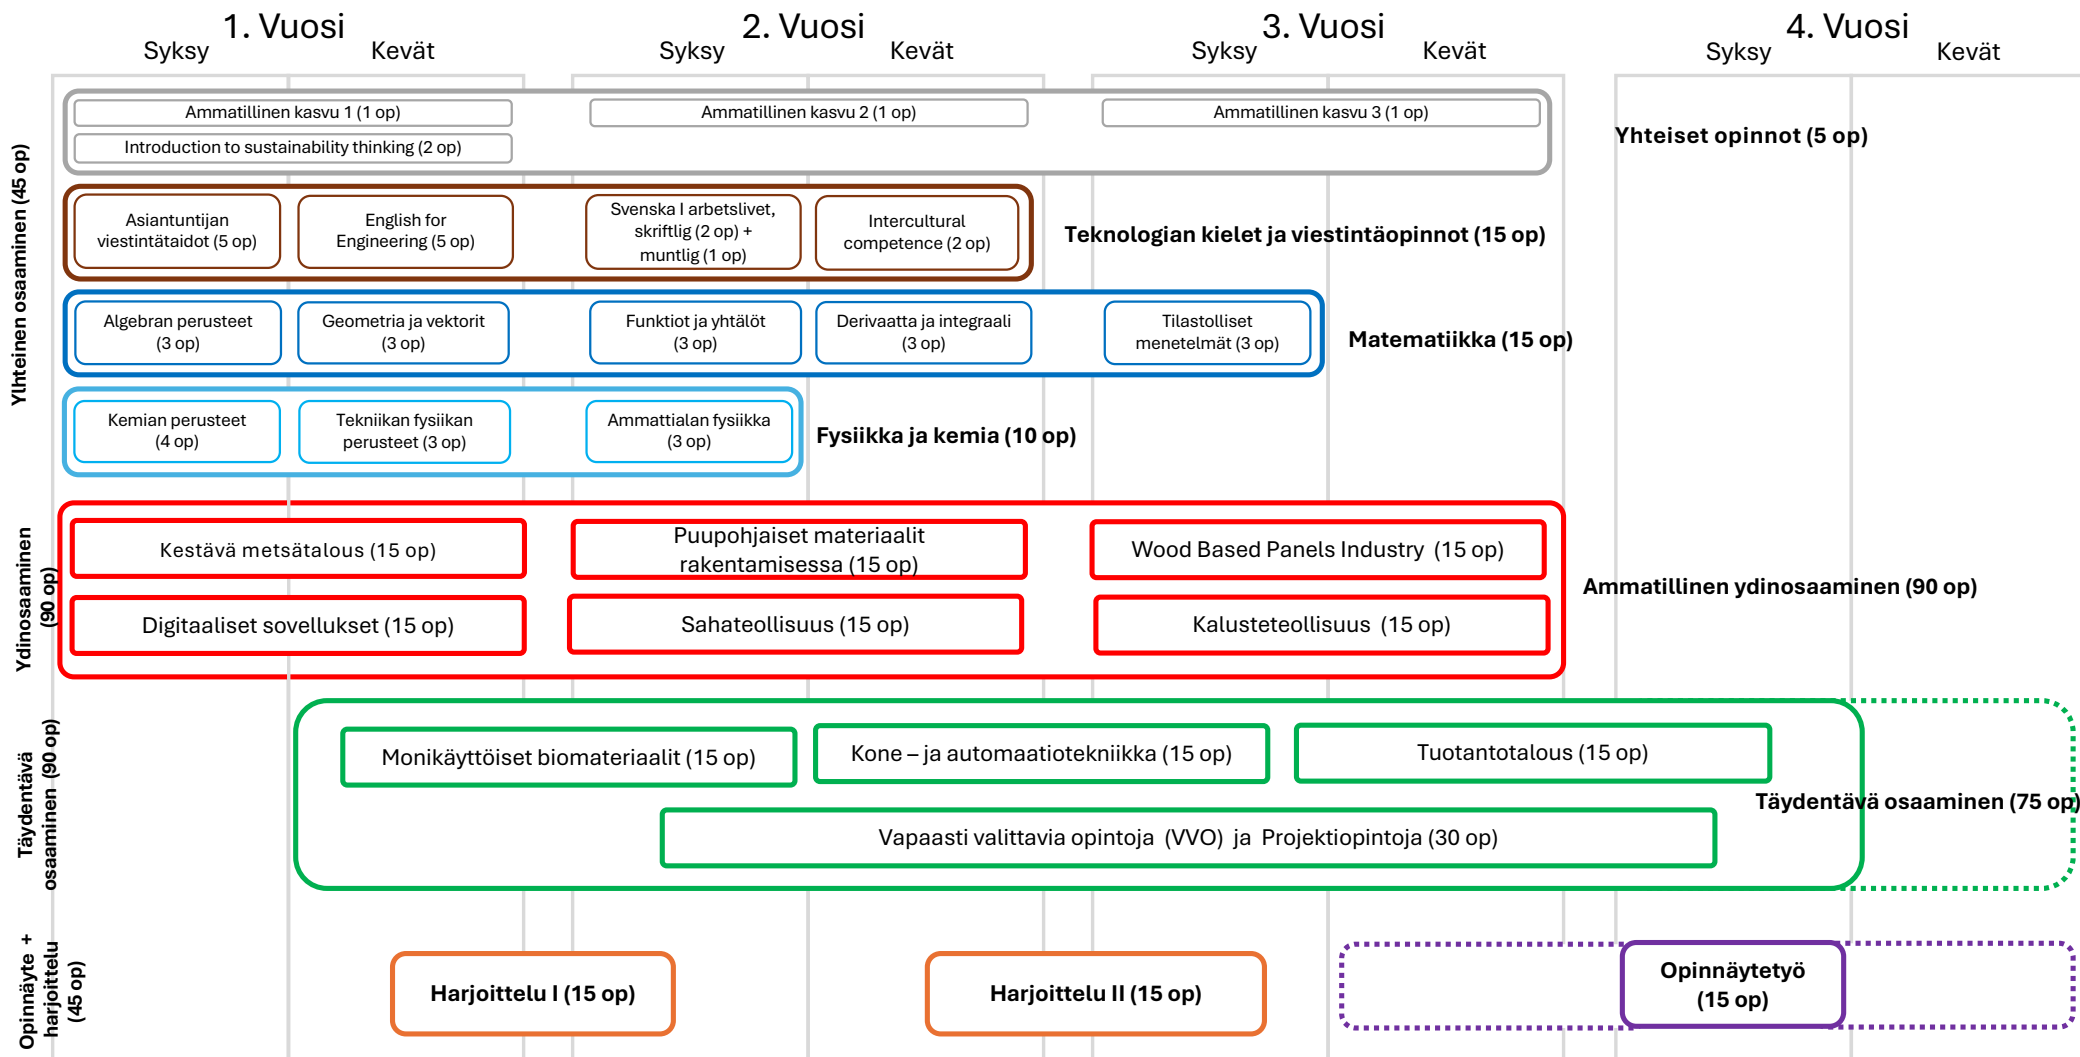 1. Vuosi
2. Vuosi
3. Vuosi
4. Vuosi
Syksy
Kevät
Syksy
Kevät
Syksy
Kevät
Syksy
Kevät
Ylhteinen osaaminen (45 op)
Ammatillinen kasvu 1 (1 op)
Ammatillinen kasvu 2 (1 op)
Ammatillinen kasvu 3 (1 op)
Introduction to sustainability thinking (2 op)
Yhteiset opinnot (5 op)
Asiantuntijan
viestintätaidot (5 op)
English for
Engineering (5 op)
Svenska I arbetslivet,
skriftlig (2 op) +
muntlig (1 op)
Intercultural
competence (2 op)
Teknologian kielet ja viestintäopinnot (15 op)
Algebran perusteet
(3 op)
Geometria ja vektorit
(3 op)
Funktiot ja yhtälöt
(3 op)
Derivaatta ja integraali
(3 op)
Tilastolliset
menetelmät (3 op)
Matematiikka (15 op)
Kemian perusteet
(4 op)
Tekniikan fysiikan
perusteet (3 op)
Ammattialan fysiikka
(3 op)
Fysiikka ja kemia (10 op)
Ydinosaaminen
(90 op)
Kestävä metsätalous (15 op)
Puupohjaiset materiaalit
rakentamisessa (15 op)
Wood Based Panels Industry (15 op)
Digitaaliset sovellukset (15 op)
Sahateollisuus (15 op)
Kalusteteollisuus (15 op)
Ammatillinen ydinosaaminen (90 op)
Täydentävä
osaaminen (90 op)
Monikäyttöiset biomateriaalit (15 op)
Kone – ja automaatiotekniikka (15 op)
Tuotantotalous (15 op)
Vapaasti valittavia opintoja (VVO) ja Projektiopintoja (30 op)
Täydentävä osaaminen (75 op)
Opinnäyte +
harjoittelu
(45 op)
Harjoittelu I (15 op)
Harjoittelu II (15 op)
Opinnäytetyö
(15 op)